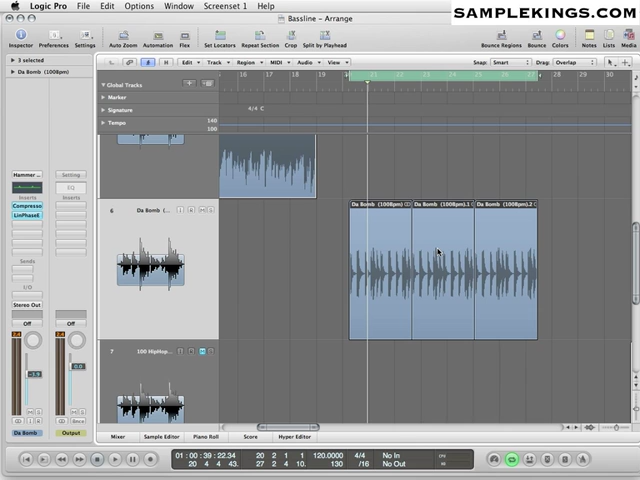 SAMPLEKINGS.COM
Logic Pro File Edit Options Window Screenset 1 Help
Bassline - Arrange
Inspector Preferences Settings Auto Zoom Automation Flex Set Locators Repeat Section Crop Split by Playhead Bounce Regions Bounce Colors Notes Lists Media
3 selected
Edit Track Region MIDI Audio View Snap: Smart Drag: Overlap
Da Bomb (100Bpm)
16 17 18 19 21 22 23 24 25 26 27 28 29 30
Global Tracks
Marker
Signature 4/4 C
Tempo 140
100
Hammer... Setting
EQ
Inserts Inserts
Compresso
LinPhaseE
Sends
I/O
Stereo Out
Off Off
6 Da Bomb (...
Da Bomb (100Bpm)
Da Bomb (100Bpm).1
Da Bomb (100Bpm).2
7 100 HipHop...
-1.9 0.0
M S
Bnce
Da Bomb Output
Mixer Sample Editor Piano Roll Score Hyper Editor
01:00:39:22.34 20 2 1 1 120.0000 4/4 No In
20 4 4 43. 27 2 4 10. 130 /16 No Out